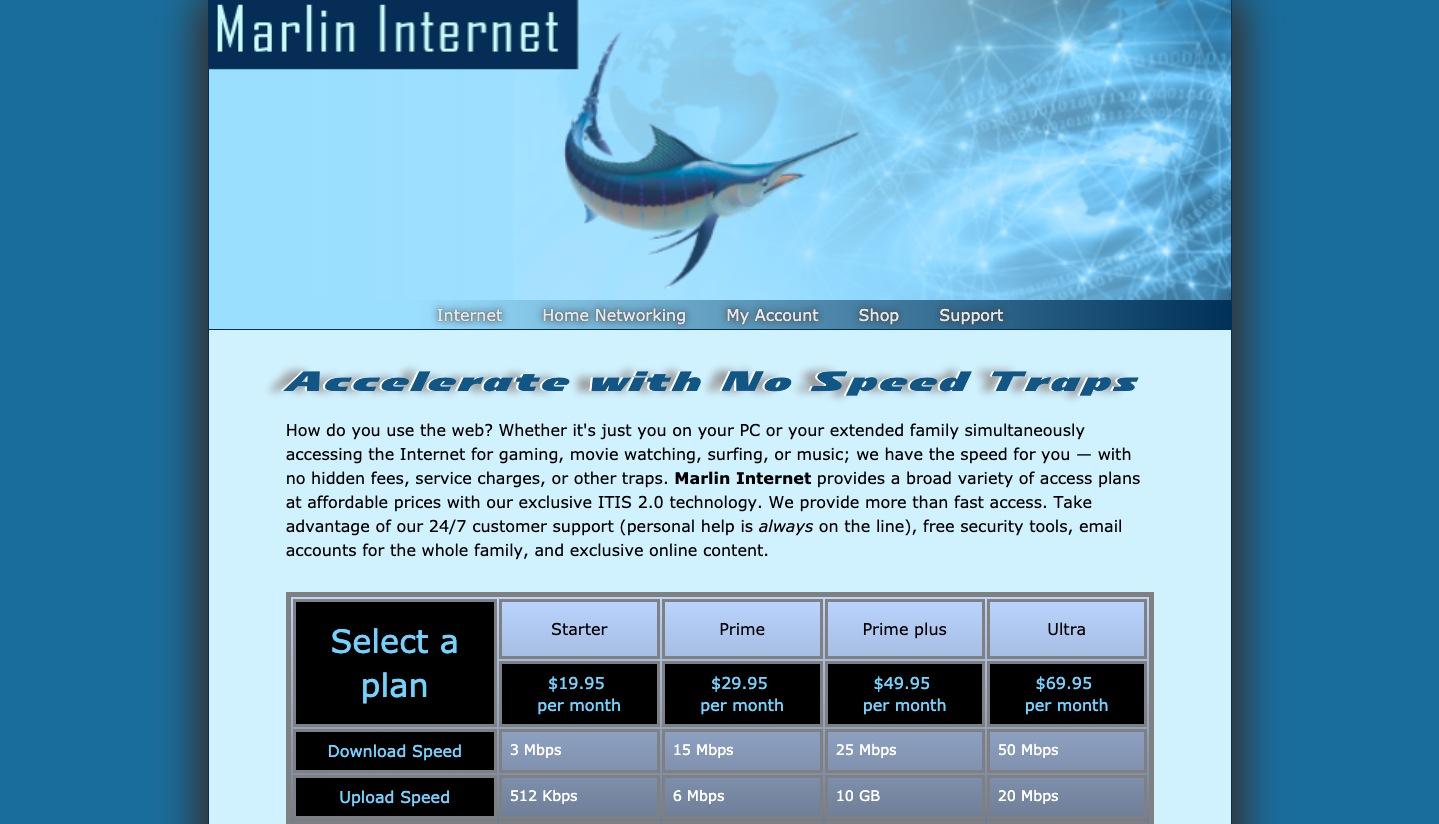 Marlin Internet
Internet Home Networking My Account Shop Support
Accelerate with No Speed Traps
How do you use the web? Whether it's just you on your PC or your extended family simultaneously
accessing the Internet for gaming, movie watching, surfing, or music; we have the speed for you — with
no hidden fees, service charges, or other traps. Marlin Internet provides a broad variety of access plans
at affordable prices with our exclusive ITIS 2.0 technology. We provide more than fast access. Take
advantage of our 24/7 customer support (personal help is always on the line), free security tools, email
accounts for the whole family, and exclusive online content.
Select a
plan
Starter Prime Prime plus Ultra
$19.95 $29.95 $49.95 $69.95
per month per month per month per month
Download Speed 3 Mbps 15 Mbps 25 Mbps 50 Mbps
Upload Speed 512 Kbps 6 Mbps 10 GB 20 Mbps